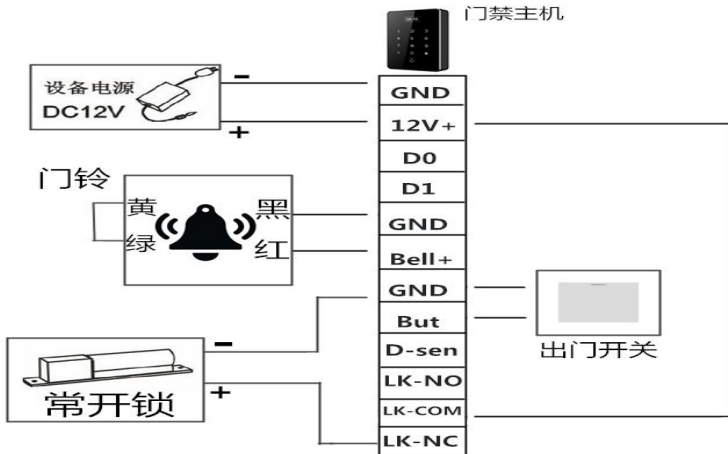 门禁主机
设备电源
DC12V
-
+
门铃
黄
绿
黑
红
-
+
常开锁
GND
12V+
D0
D1
GND
Bell+
GND
But
D-sen
LK-NO
LK-COM
LK-NC
出门开关